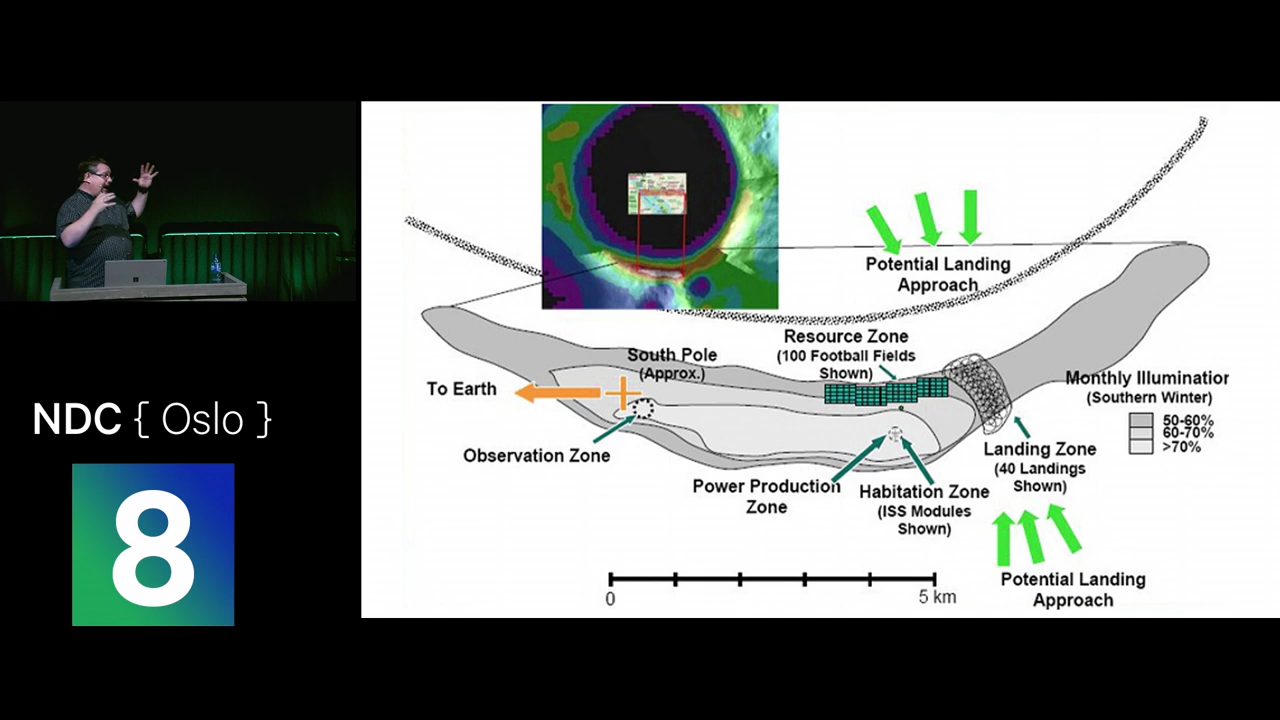 NDC { Oslo }
8
Potential Landing
Approach
Resource Zone
(100 Football Fields
Shown)
South Pole
(Approx.)
To Earth
Monthly Illumination
(Southern Winter)
50-60%
60-70%
>70%
Observation Zone
Landing Zone
(40 Landings
Shown)
Power Production
Zone
Habitation Zone
(ISS Modules
Shown)
Potential Landing
Approach
0
5 km